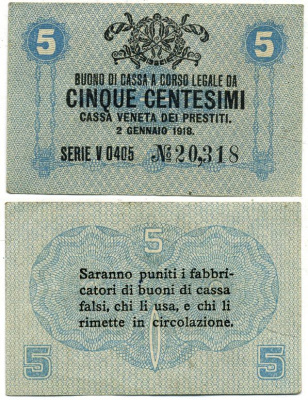 5 5
BUONO DI CASSA A CORSO LEGALE DA
CINQUE CENTESIMI
CASSA VENETA DEI PRESTITI.
2 GENNAIO 1918.
SERIE V 0405 № 20,318
5
Saranno puniti i fabbri-
catori di buoni di cassa
falsi, chi li usa, e chi li
rimette in circolazione.
5 5